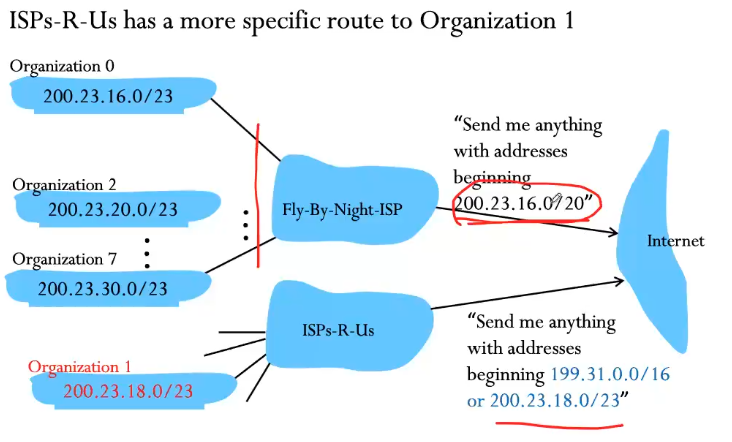 ISPs-R-Us has a more specific route to Organization 1
Organization 0
200.23.16.0/23
Organization 2
200.23.20.0/23
Organization 7
200.23.30.0/23
Fly-By-Night-ISP
“Send me anything
with addresses
beginning
200.23.16.0/20”
Internet
ISPs-R-Us
Organization 1
200.23.18.0/23
“Send me anything
with addresses
beginning 199.31.0.0/16
or 200.23.18.0/23”